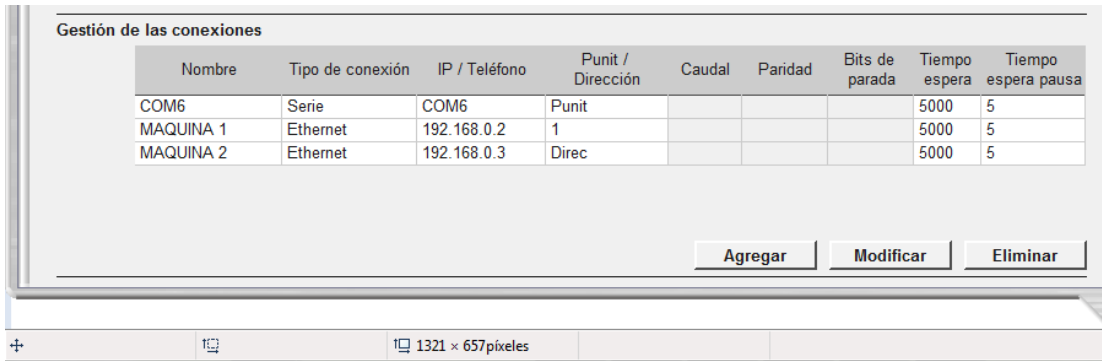 Gestión de las conexiones
Nombre Tipo de conexión IP / Teléfono Punit / Dirección Caudal Paridad Bits de parada Tiempo espera Tiempo espera pausa
COM6 Serie COM6 Punit 5000 5
MAQUINA 1 Ethernet 192.168.0.2 1 5000 5
MAQUINA 2 Ethernet 192.168.0.3 Direc 5000 5
Agregar Modificar Eliminar
1321 × 657píxeles